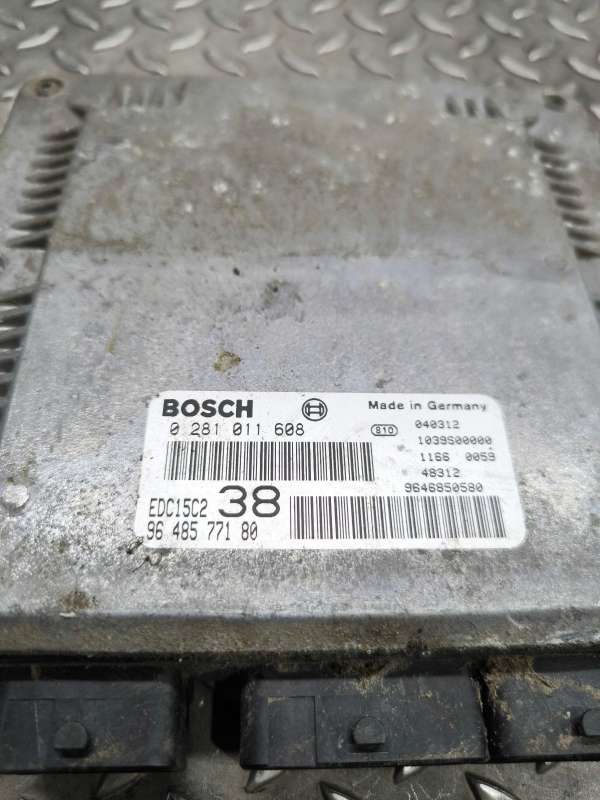 BOSCH
Made in Germany
0 281 011 608
810
040312
1039S00000
1166 0059
48312
9646850580
EDC15C2 38
96 485 771 80